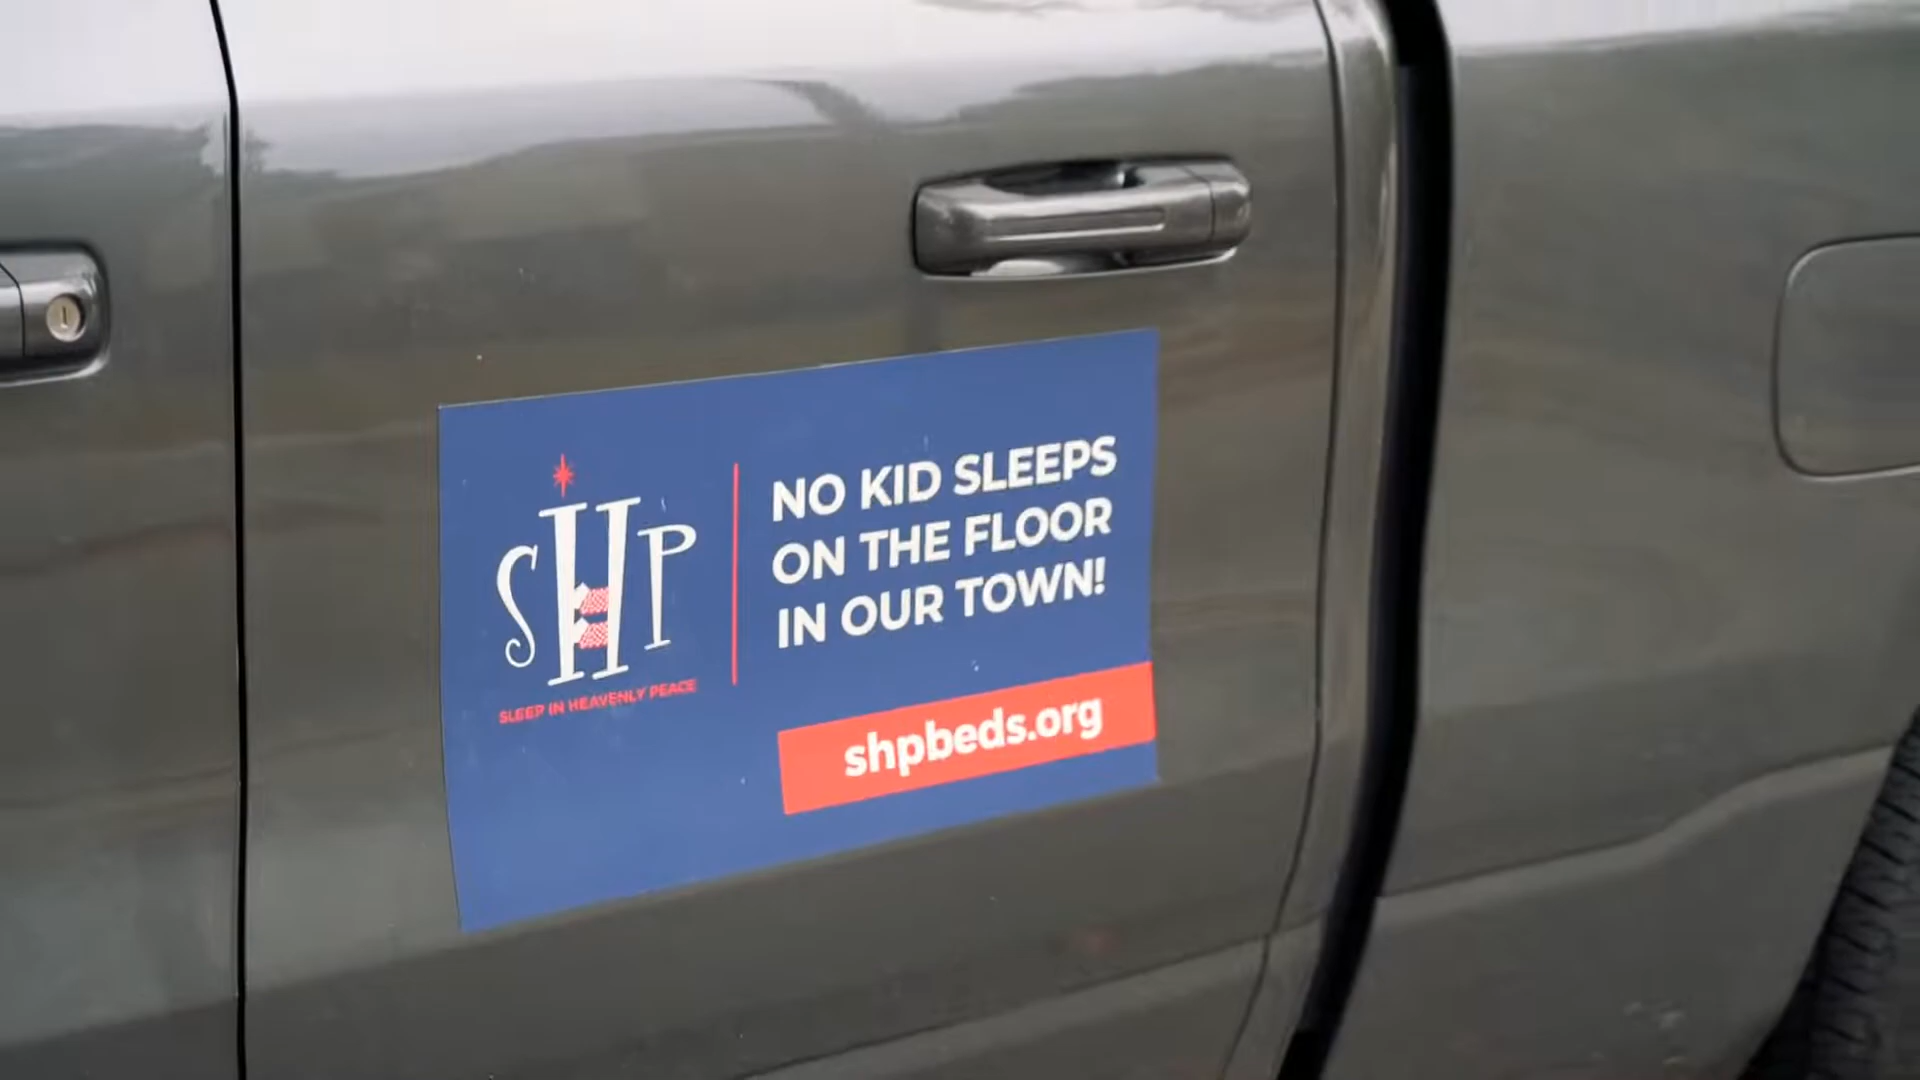 SHP
SLEEP IN HEAVENLY PEACE
NO KID SLEEPS
ON THE FLOOR
IN OUR TOWN!
shpbeds.org